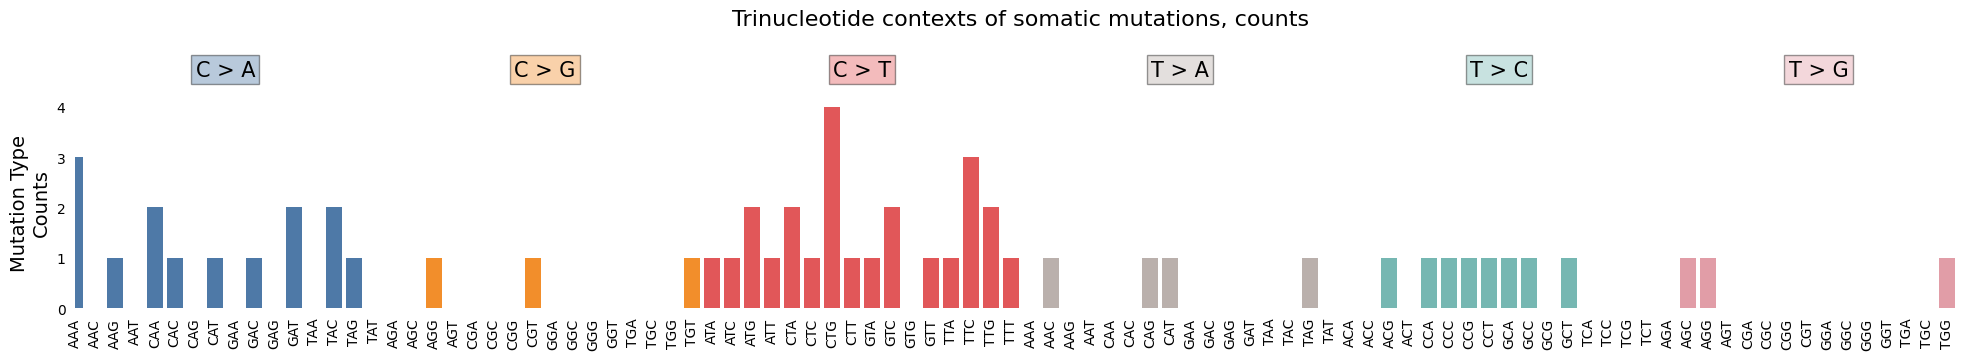 Trinucleotide contexts of somatic mutations, counts
C > A
C > G
C > T
T > A
T > C
T > G
Mutation Type
Counts
4
3
2
1
0
AAA
AAC
AAG
AAT
CAA
CAC
CAG
CAT
GAA
GAC
GAG
GAT
TAA
TAC
TAG
TAT
AGA
AGC
AGG
AGT
CGA
CGC
CGG
CGT
GGA
GGC
GGG
GGT
TGA
TGC
TGG
TGT
ATA
ATC
ATG
ATT
CTA
CTC
CTG
CTT
GTA
GTC
GTG
GTT
TTA
TTC
TTG
TTT
AAA
AAC
AAG
AAT
CAA
CAC
CAG
CAT
GAA
GAC
GAG
GAT
TAA
TAC
TAG
TAT
ACA
ACC
ACG
ACT
CCA
CCC
CCG
CCT
GCA
GCC
GCG
GCT
TCA
TCC
TCG
TCT
AGA
AGC
AGG
AGT
CGA
CGC
CGG
CGT
GGA
GGC
GGG
GGT
TGA
TGC
TGG